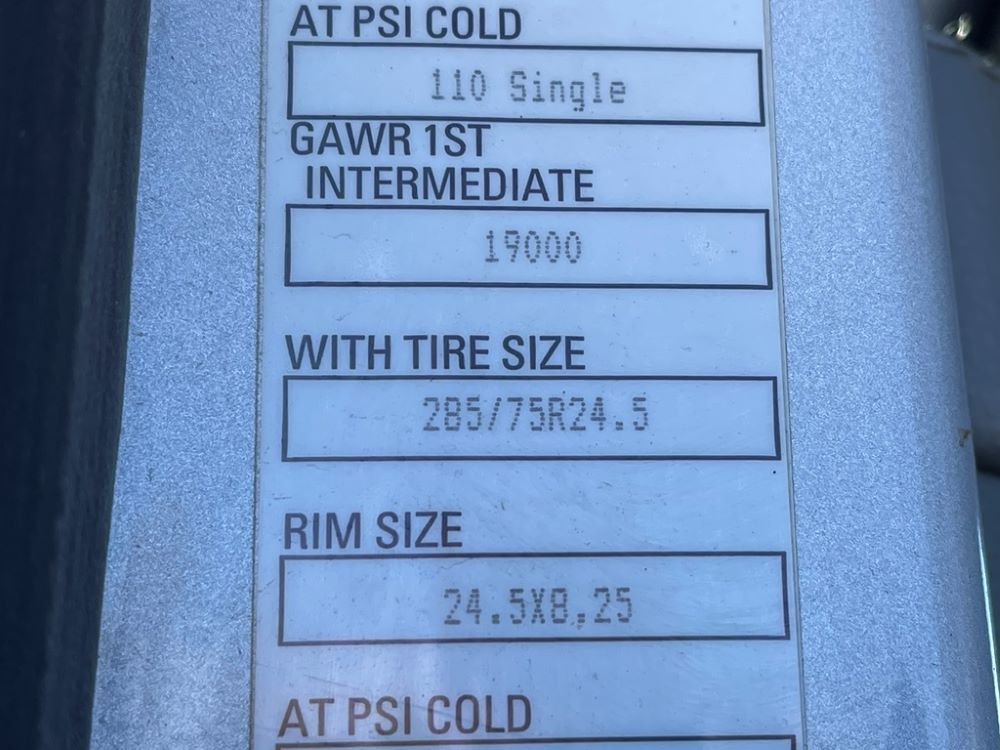 AT PSI COLD
110 Single
GAWR 1ST
INTERMEDIATE
19000
WITH TIRE SIZE
285/75R24.5
RIM SIZE
24.5X8.25
AT PSI COLD